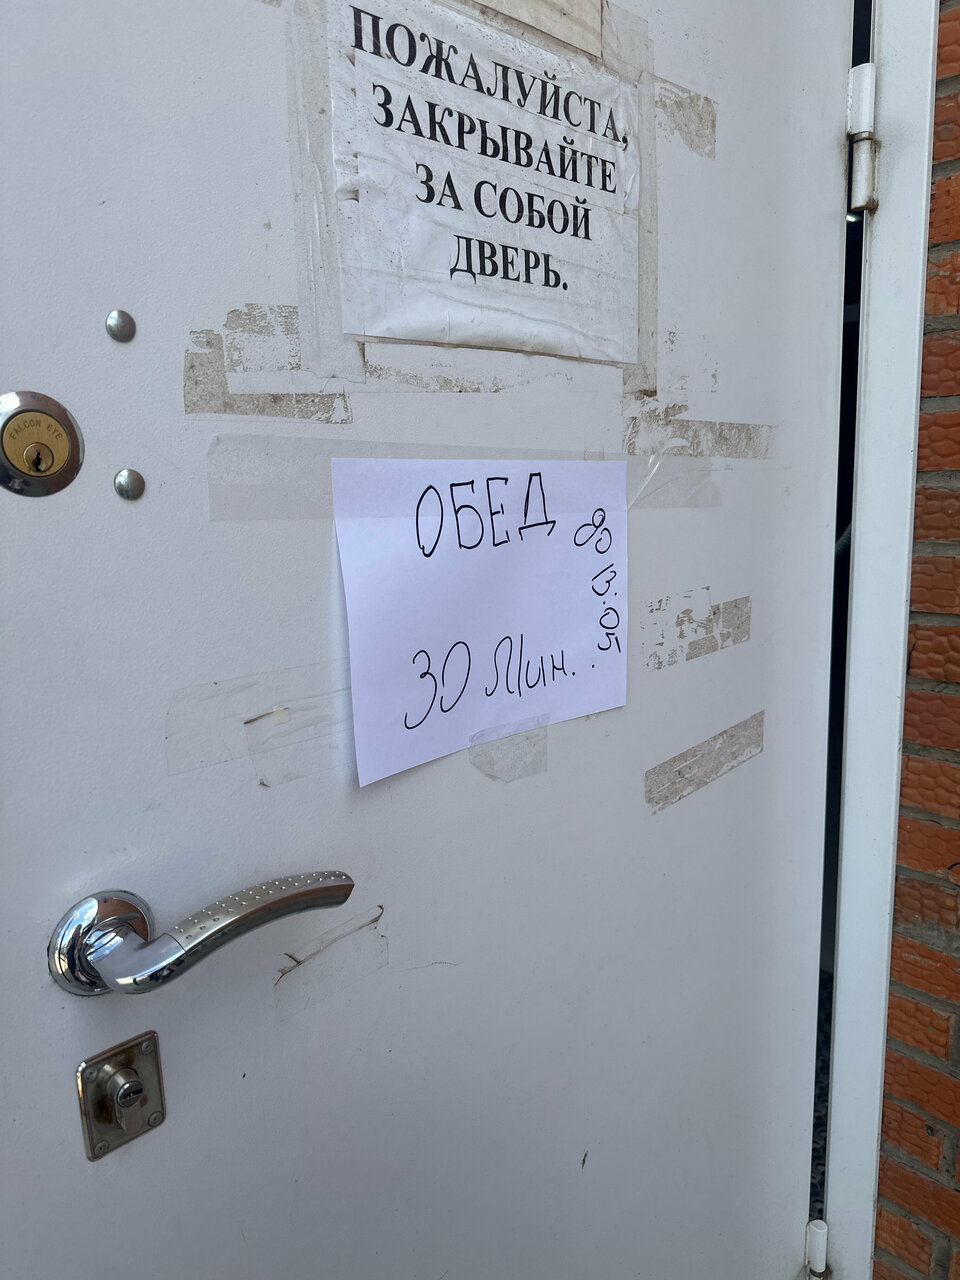 ПОЖАЛУЙСТА,
ЗАКРЫВАЙТЕ
ЗА СОБОЙ
ДВЕРЬ.
FALCON EYE
ОБЕД
до 13.05
30 Мин.